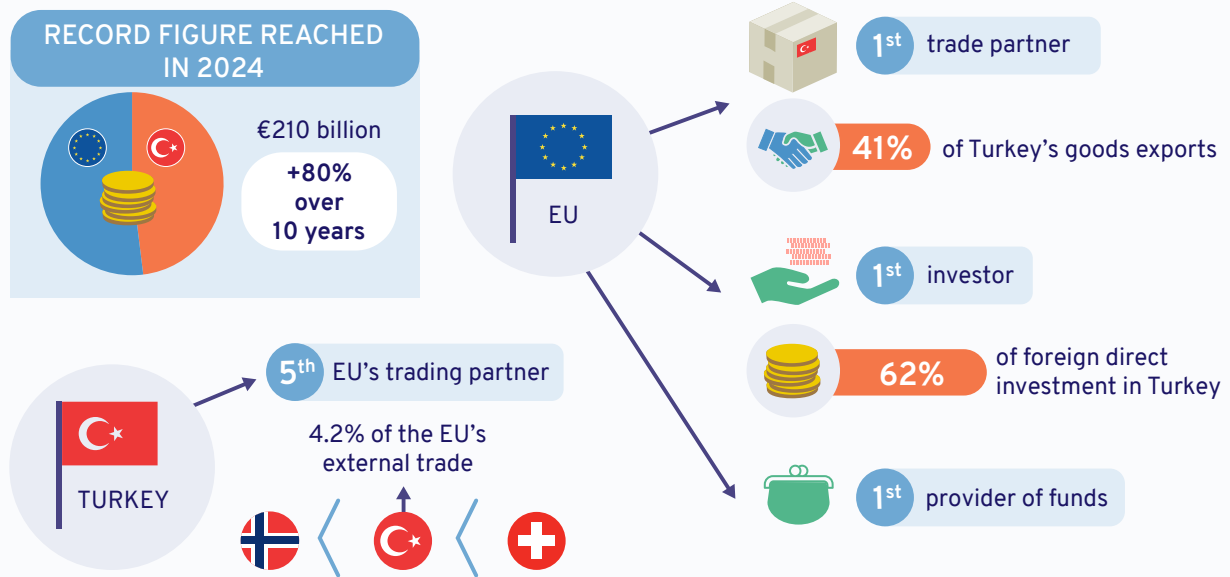 RECORD FIGURE REACHED
IN 2024
€210 billion
+80%
over
10 years
EU
1st trade partner
41% of Turkey's goods exports
1st investor
62% of foreign direct
investment in Turkey
1st provider of funds
TURKEY
5th EU's trading partner
4.2% of the EU's
external trade